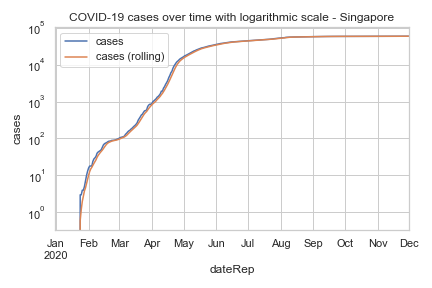 COVID-19 cases over time with logarithmic scale - Singapore
cases
cases (rolling)
10^5
10^4
10^3
10^2
10^1
10^0
cases
Jan Feb Mar Apr May Jun Jul Aug Sep Oct Nov Dec
2020
dateRep